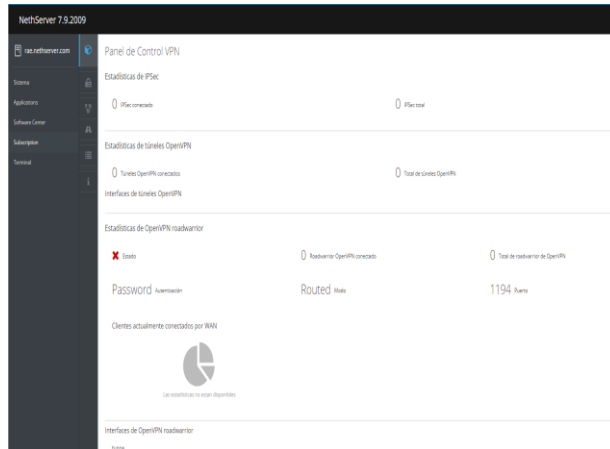 NethServer 7.9.2009
rae.nethserver.com
Sistema
Applications
Software Center
Subscription
Terminal
Panel de Control VPN
Estadísticas de IPSec
0 IPSec conectado
0 IPSec total
Estadísticas de túneles OpenVPN
0 Túneles OpenVPN conectados
0 Total de túneles OpenVPN
Interfaces de túneles OpenVPN
Estadísticas de OpenVPN roadwarrior
Estado
0 Roadwarrior OpenVPN conectado
0 Total de roadwarrior de OpenVPN
Password Autenticación
Routed Modo
1194 Puerto
Clientes actualmente conectados por WAN
Las estadísticas no estan disponibles
Interfaces de OpenVPN roadwarrior